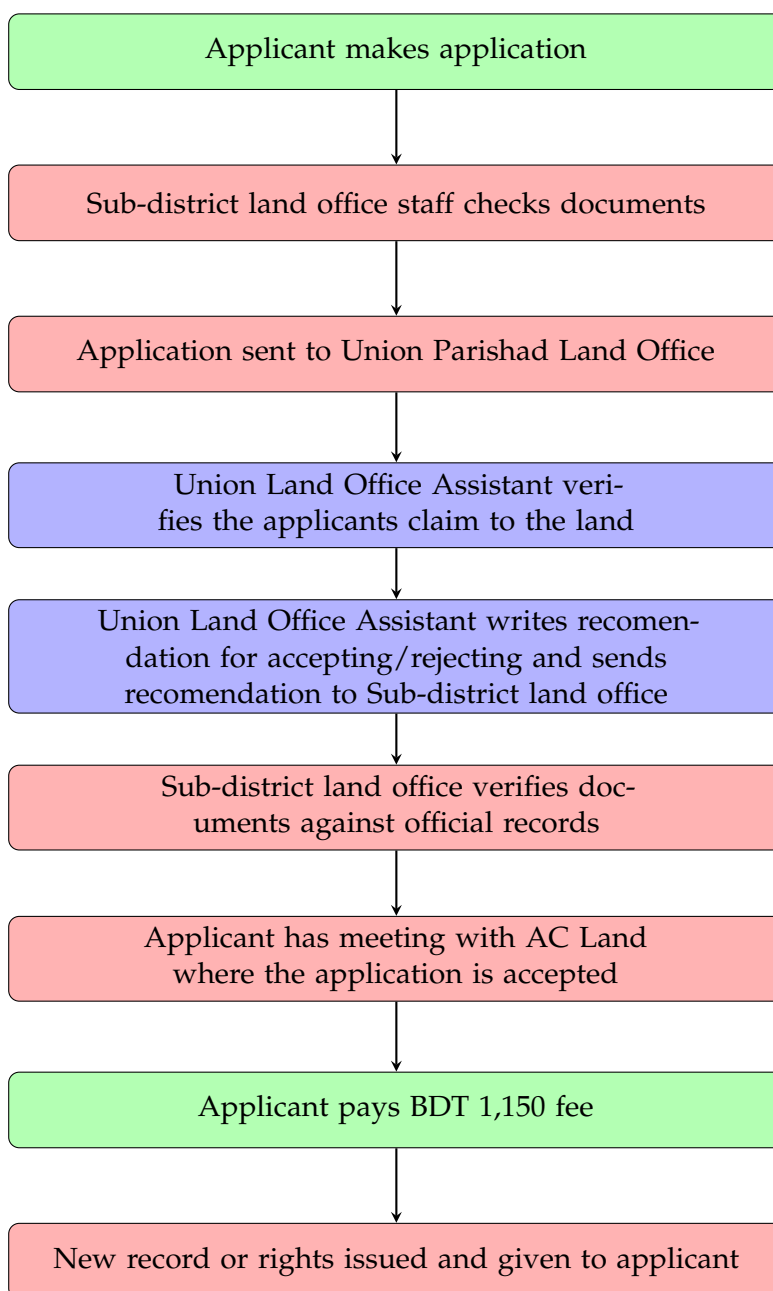 Applicant makes application
Sub-district land office staff checks documents
Application sent to Union Parishad Land Office
Union Land Office Assistant veri-
fies the applicants claim to the land
Union Land Office Assistant writes recomen-
dation for accepting/rejecting and sends
recomendation to Sub-district land office
Sub-district land office verifies doc-
uments against official records
Applicant has meeting with AC Land
where the application is accepted
Applicant pays BDT 1,150 fee
New record or rights issued and given to applicant